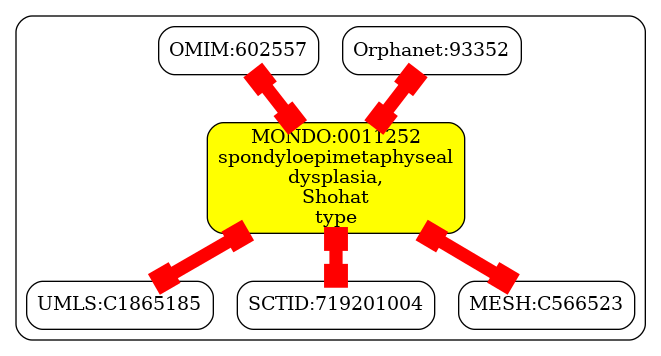 OMIM:602557
Orphanet:93352
MONDO:0011252
spondyloepimetaphyseal
dysplasia,
Shohat
type
UMLS:C1865185
SCTID:719201004
MESH:C566523